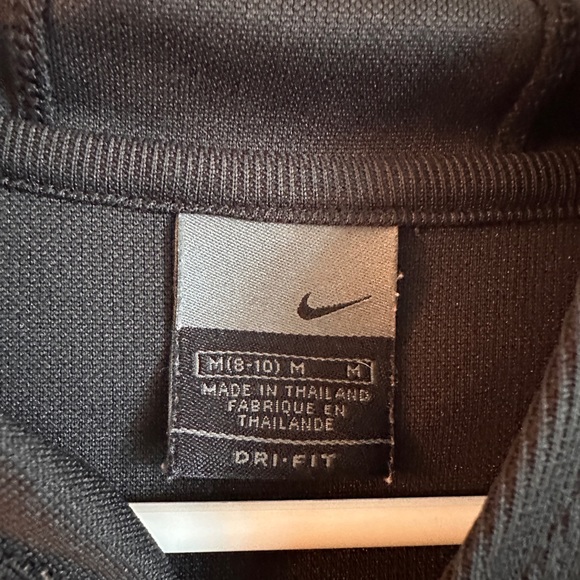 M(8-10) M M
MADE IN THAILAND
FABRIQUE EN
THAILANDE
DRI•FIT